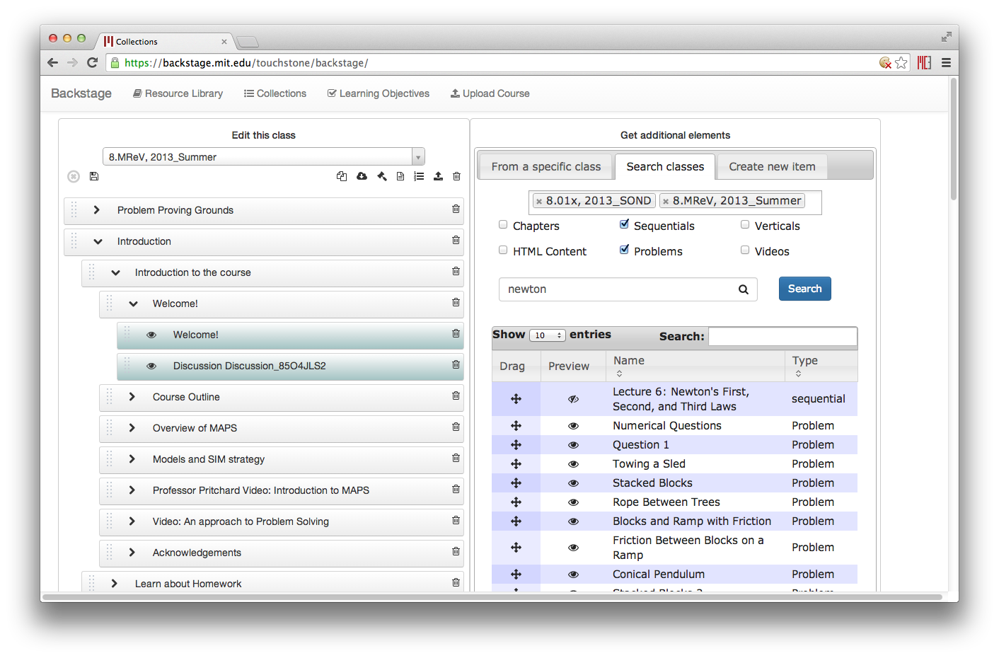 Collections
https://backstage.mit.edu/touchstone/backstage/
Backstage Resource Library Collections Learning Objectives Upload Course
Edit this class
8.MReV, 2013_Summer
Problem Proving Grounds
Introduction
Introduction to the course
Welcome!
Welcome!
Discussion Discussion_85O4JLS2
Course Outline
Overview of MAPS
Models and SIM strategy
Professor Pritchard Video: Introduction to MAPS
Video: An approach to Problem Solving
Acknowledgements
Learn about Homework
Get additional elements
From a specific class Search classes Create new item
8.01x, 2013_SOND 8.MReV, 2013_Summer
Chapters Sequentials Verticals
HTML Content Problems Videos
newton Search
Show 10 entries Search:
Drag Preview Name Type
Lecture 6: Newton's First,
Second, and Third Laws sequential
Numerical Questions Problem
Question 1 Problem
Towing a Sled Problem
Stacked Blocks Problem
Rope Between Trees Problem
Blocks and Ramp with Friction Problem
Friction Between Blocks on a
Ramp Problem
Conical Pendulum Problem
Stacked Blocks 2 Problem